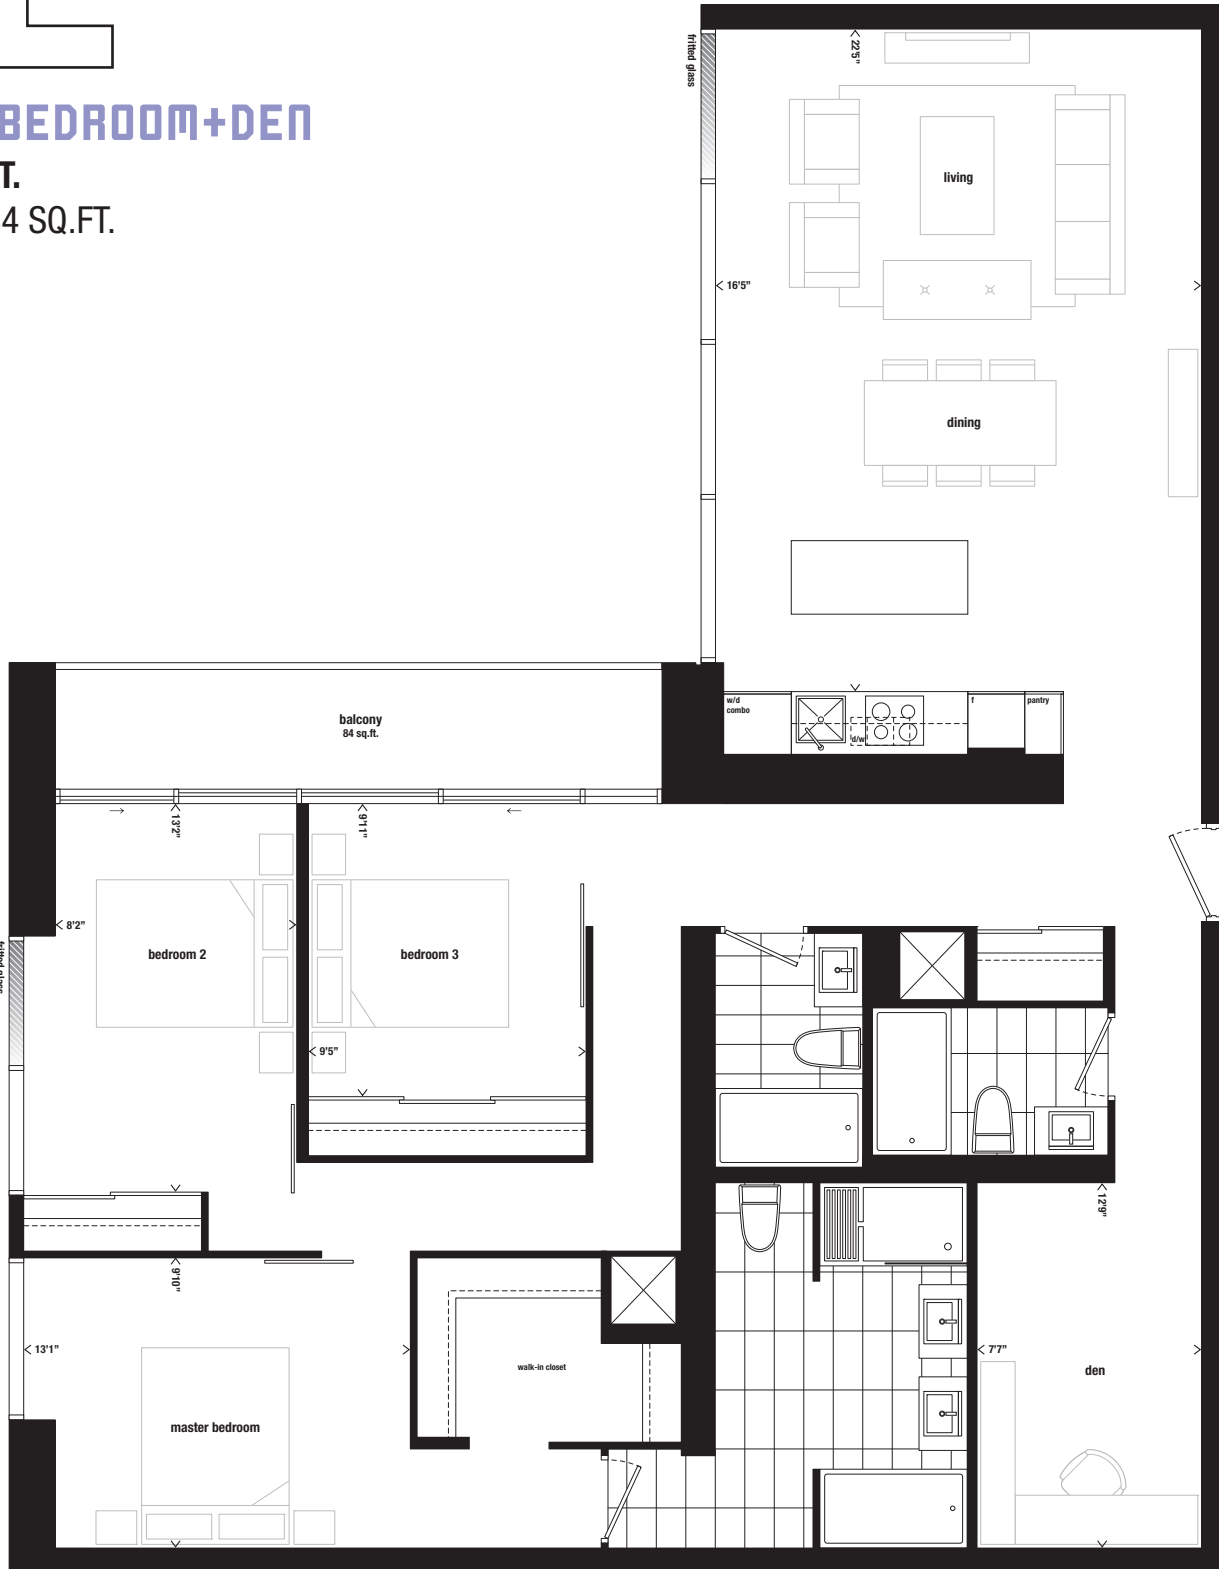 BEDROOM+DEN
T.
4 SQ.FT.
fritted glass
22'5"
living
16'5"
dining
w/d
combo
d/w
f
pantry
balcony
84 sq.ft.
13'2"
9'11"
8'2"
bedroom 2
bedroom 3
fritted glass
9'5"
12'9"
9'10"
13'1"
walk-in closet
7'7"
den
master bedroom